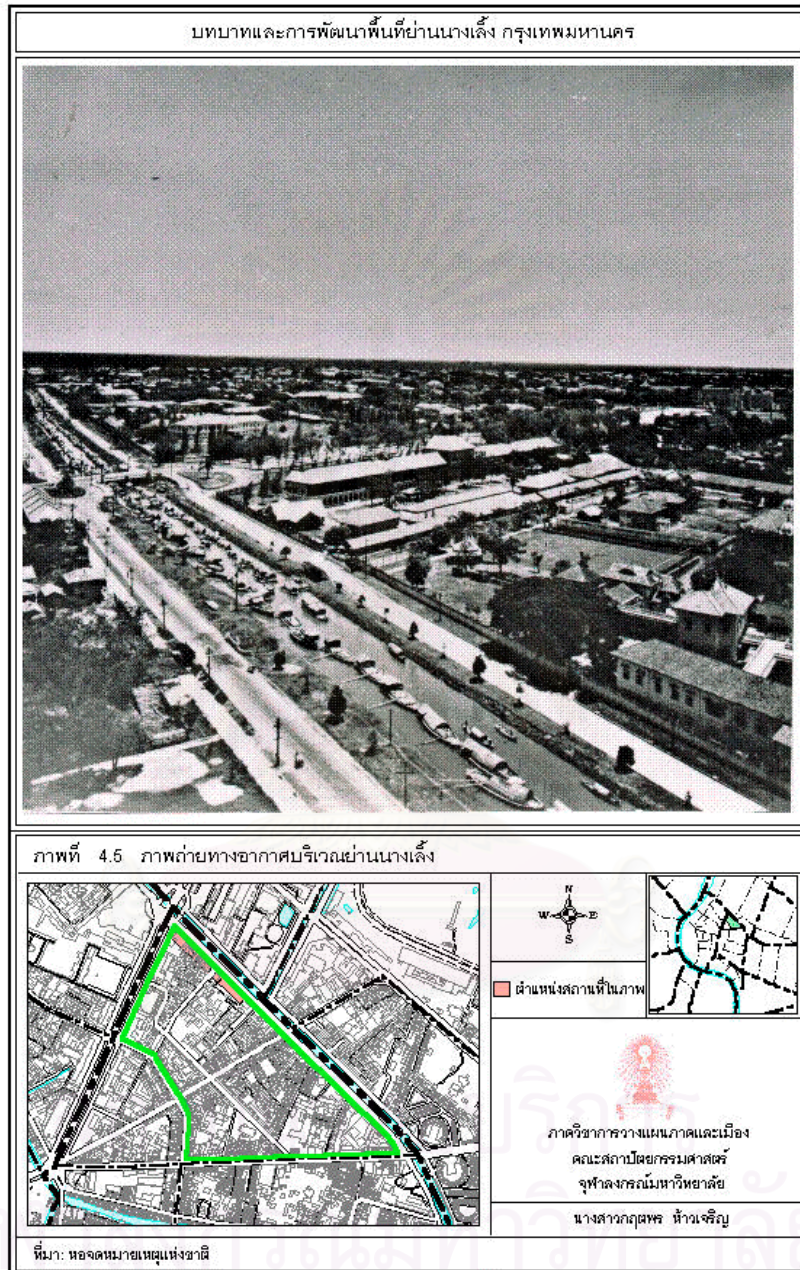 บทบาทและการพัฒนาพื้นที่ย่านนางเลิ้ง กรุงเทพมหานคร
ภาพที่ 4.5 ภาพถ่ายทางอากาศบริเวณย่านนางเลิ้ง
N
W E
S
ตำแหน่งสถานที่ในภาพ
ภาควิชาการวางแผนภาคและเมือง
คณะสถาปัตยกรรมศาสตร์
จุฬาลงกรณ์มหาวิทยาลัย
นางสาวกฤตพร ห้าวเจริญ
ที่มา: หอจดหมายเหตุแห่งชาติ